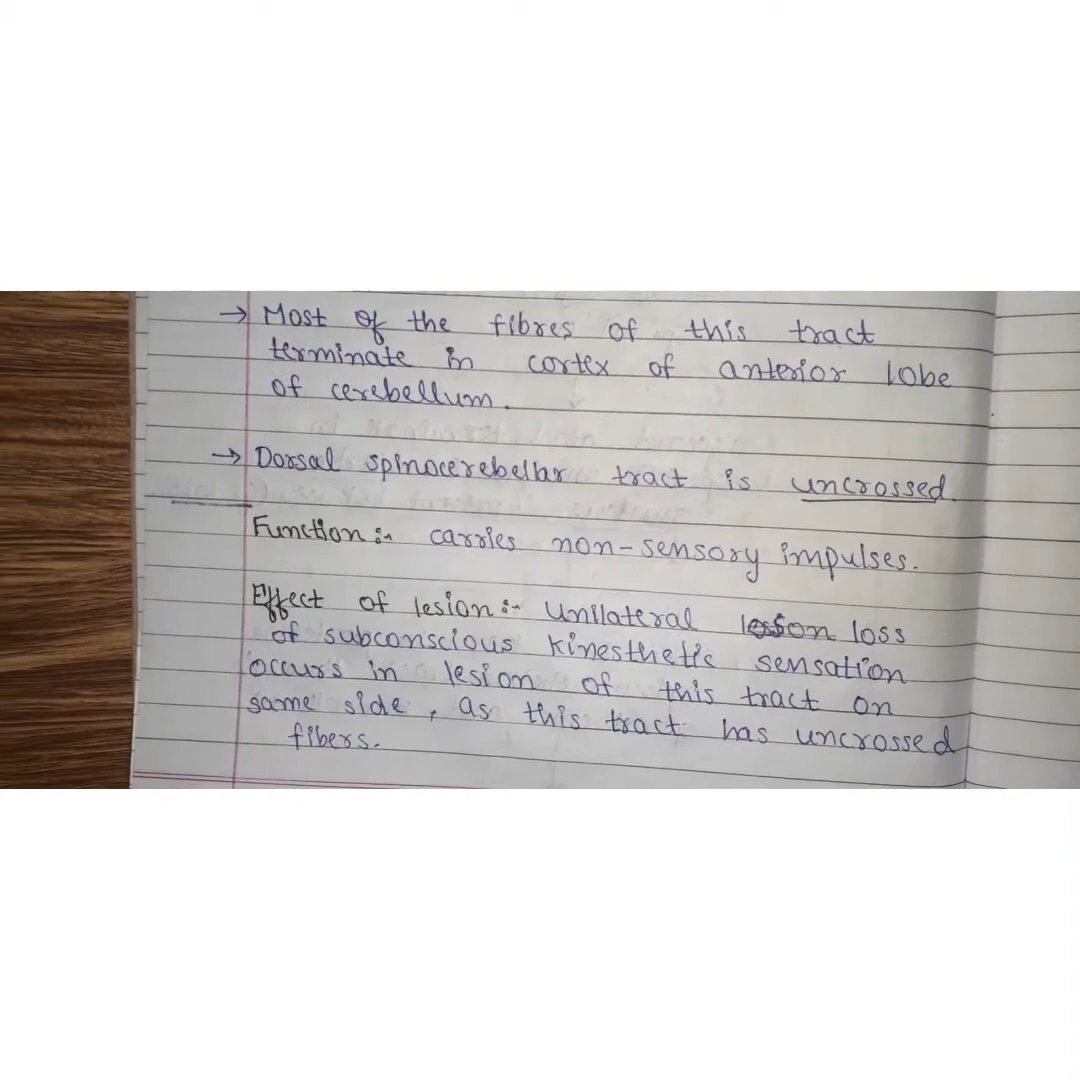 → Most of the fibres of this tract
terminate in cortex of anterior lobe
of cerebellum.
→ Dorsal spinocerebellar tract is uncrossed.
Function :- carries non-sensory impulses.
Effect of lesion :- Unilateral loss
of subconscious kinesthetic sensation
occurs in lesion of this tract on
same side, as this tract has uncrossed
fibers.